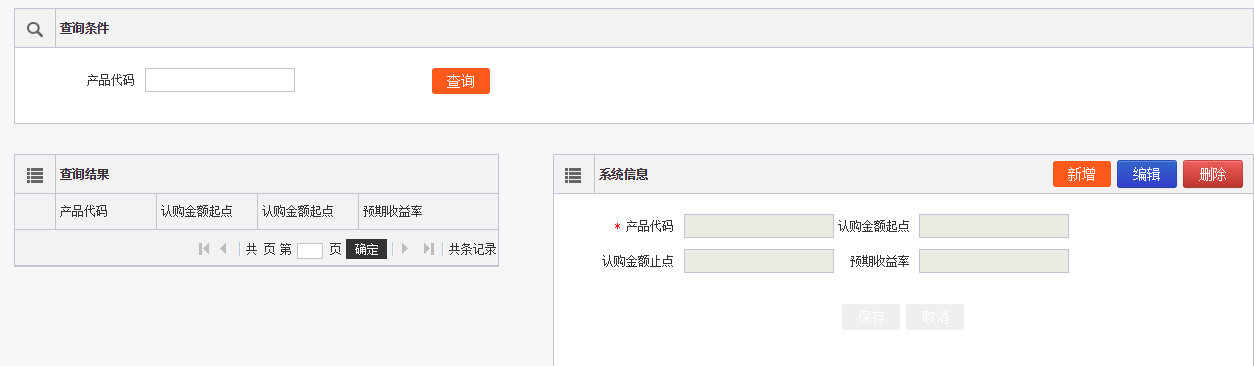 查询条件
产品代码 查询
查询结果
产品代码 认购金额起点 认购金额起点 预期收益率
共 页 第 页 确定 共条记录
系统信息 新增 编辑 删除
* 产品代码 认购金额起点
认购金额止点 预期收益率
保存 取消